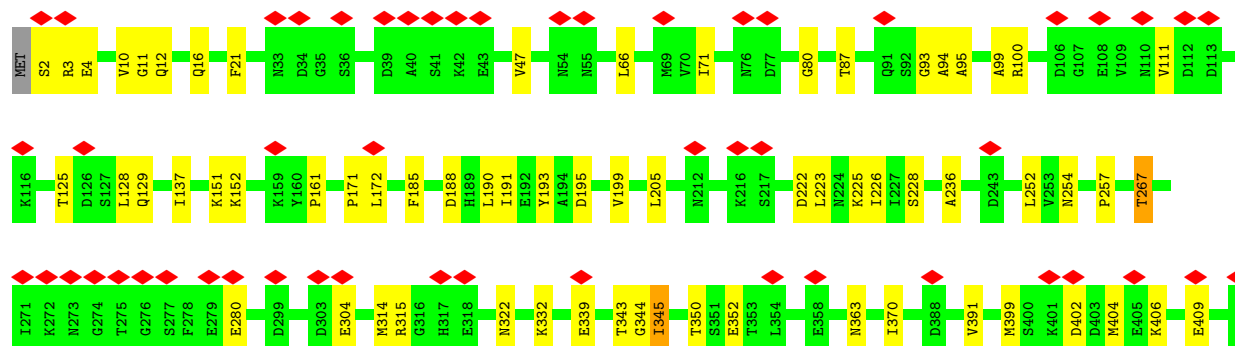 MET S2 R3 E4 V10 G11 Q12 Q16 F21 N33 D34 G35 S36 D39 A40 S41 K42 E43 V47 N54 N55 L66 M69 V70 I71 N76 D77 G80 T87 Q91 S92 G93 A94 A95 A99 R100 D106 G107 E108 V109 N110 V111 D112 D113
K116 T125 D126 S127 L128 Q129 I137 K151 K152 K159 Y160 P161 P171 L172 F185 D188 H189 L190 I191 E192 Y193 A194 D195 V199 L205 N212 K216 S217 D222 L223 N224 K225 I226 I227 S228 A236 D243 L252 V253 N254 P257 T267
I271 K272 N273 G274 T275 G276 S277 F278 E279 E280 D299 D303 E304 M314 R315 G316 H317 E318 N322 K332 E339 T343 G344 I345 T350 S351 E352 T353 L354 E358 N363 I370 D388 V391 M399 S400 K401 D402 D403 M404 E405 K406 E409